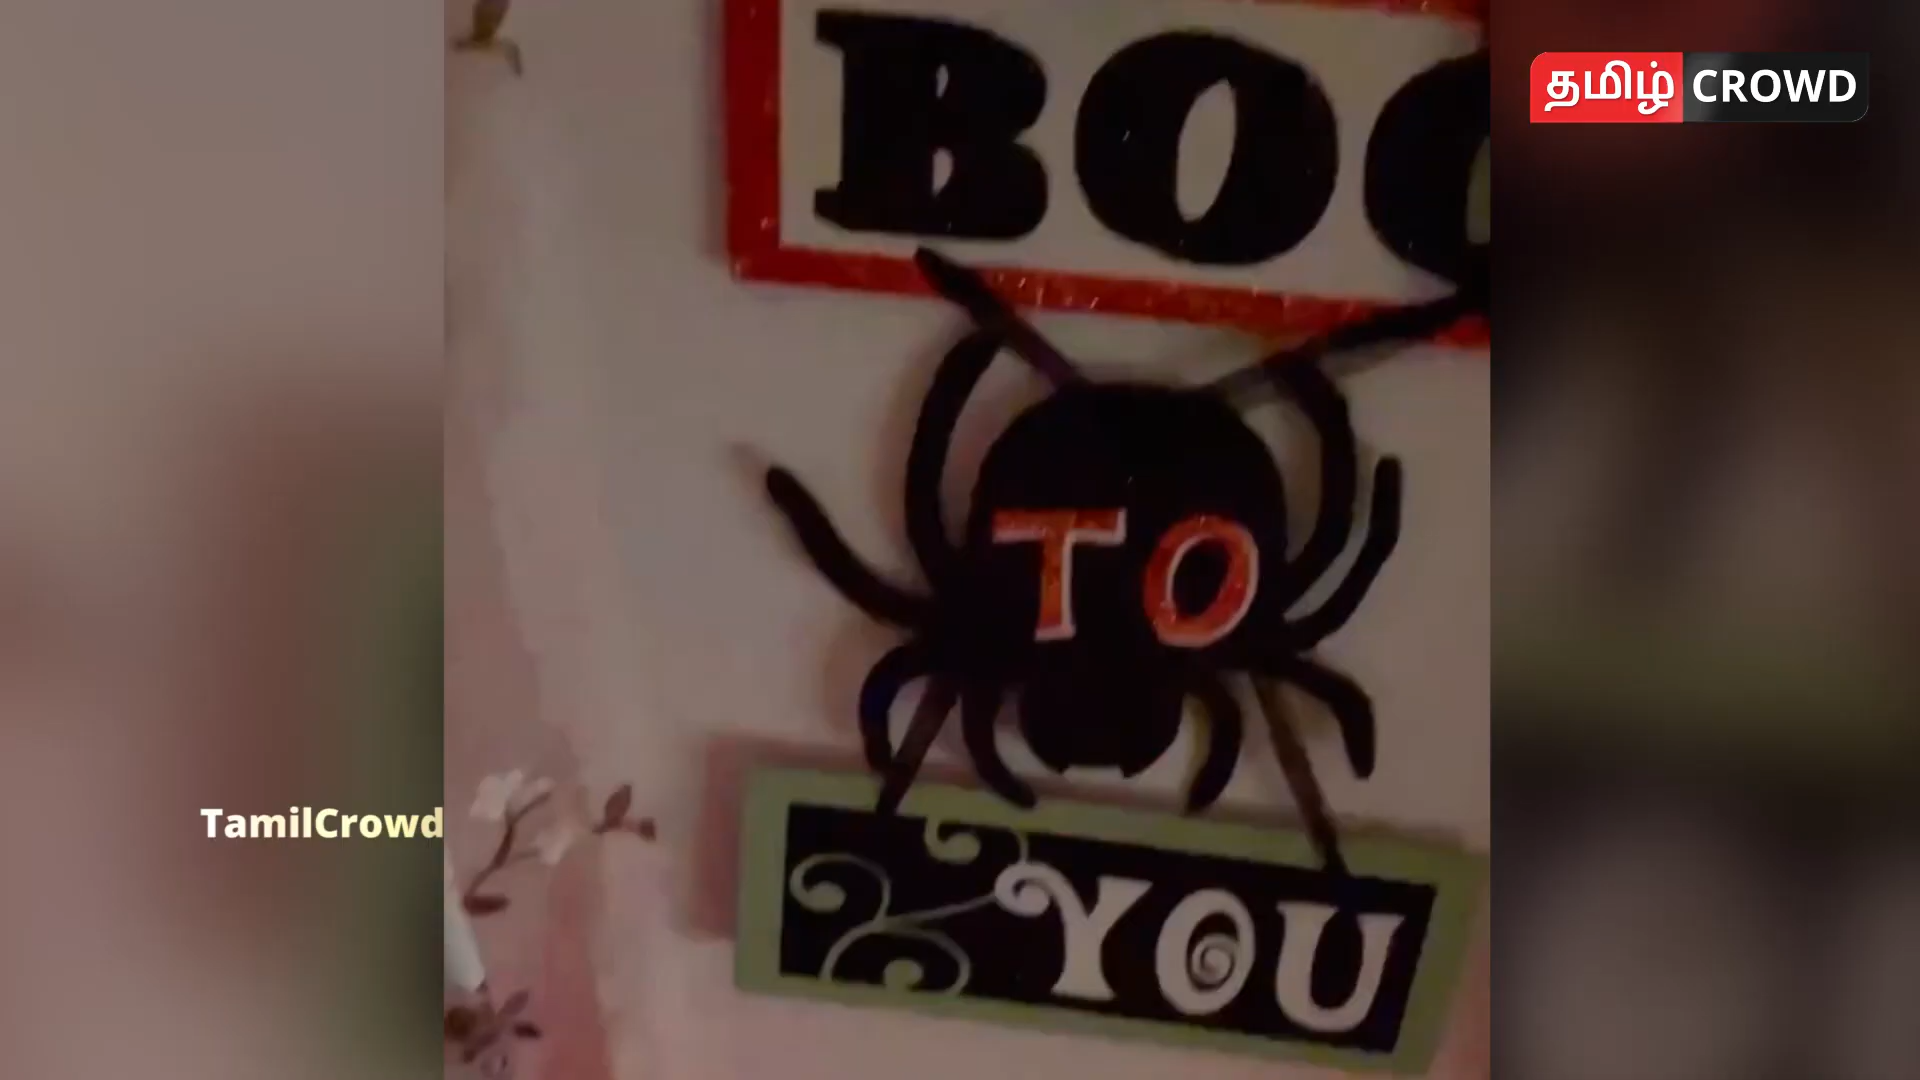 BOO
தமிழ் CROWD
TO
TamilCrowd
YOU